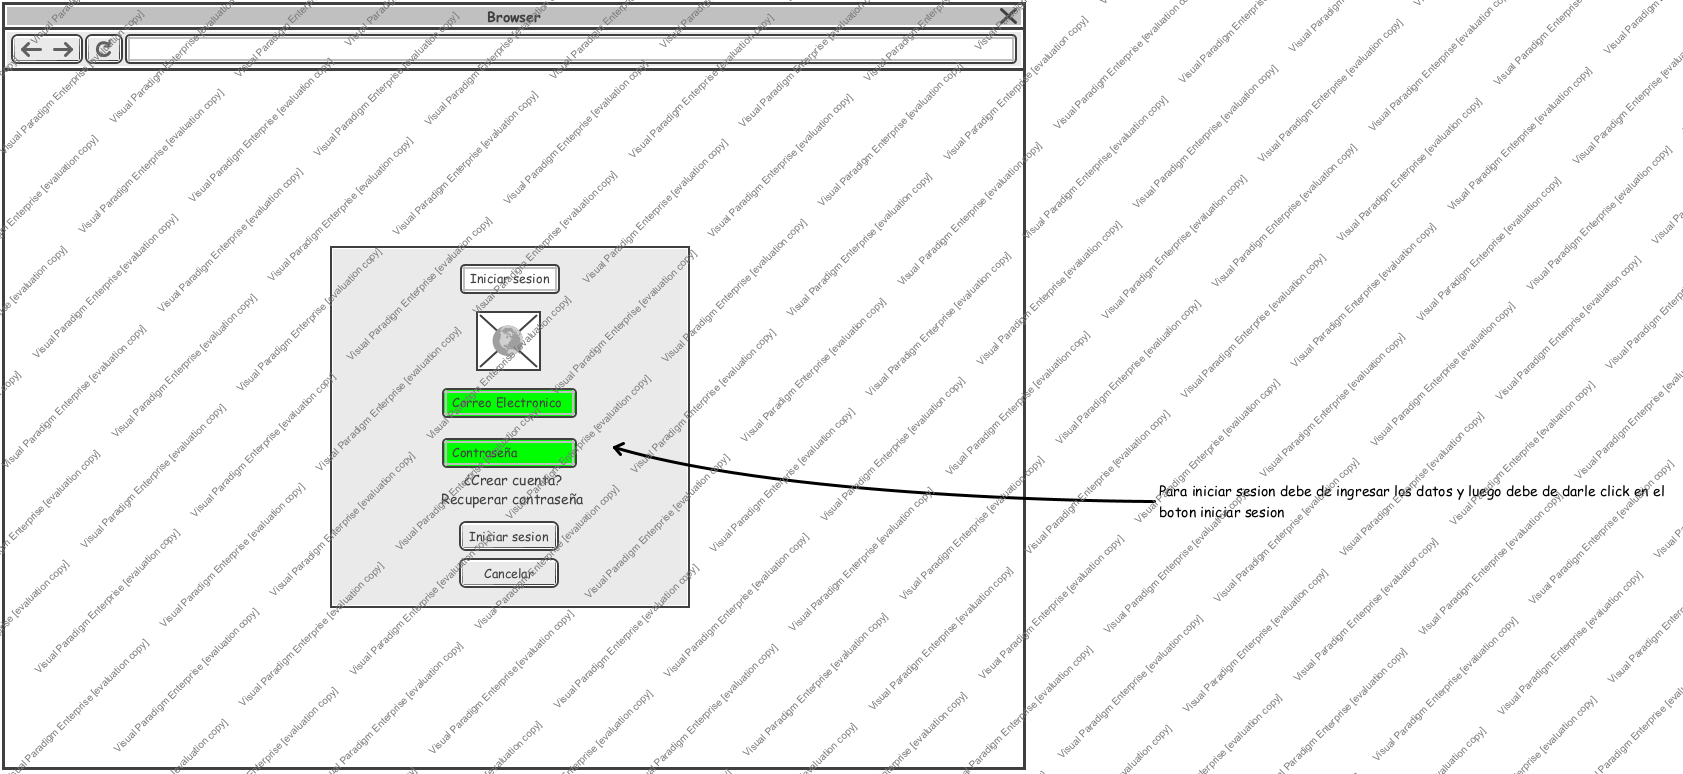 Browser
Iniciar sesion
Correo Electronico
Contraseña
¿Crear cuenta?
Recuperar contraseña
Iniciar sesion
Cancelar
Para iniciar sesion debe de ingresar los datos y luego debe de darle click en el
boton iniciar sesion
Visual Paradigm Enterprise [evaluation copy]